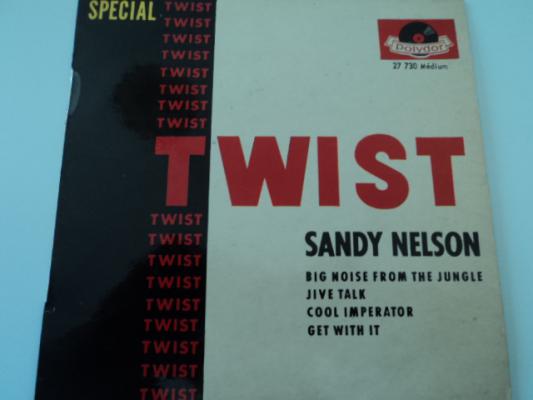 SPECIAL TWIST
TWIST
TWIST
TWIST
TWIST
TWIST
TWIST
TWIST
Polydor
27 730 Médium
TWIST
SANDY NELSON
BIG NOISE FROM THE JUNGLE
JIVE TALK
COOL IMPERATOR
GET WITH IT
TWIST
TWIST
TWIST
TWIST
TWIST
TWIST
TWIST
TWIST
TWIST